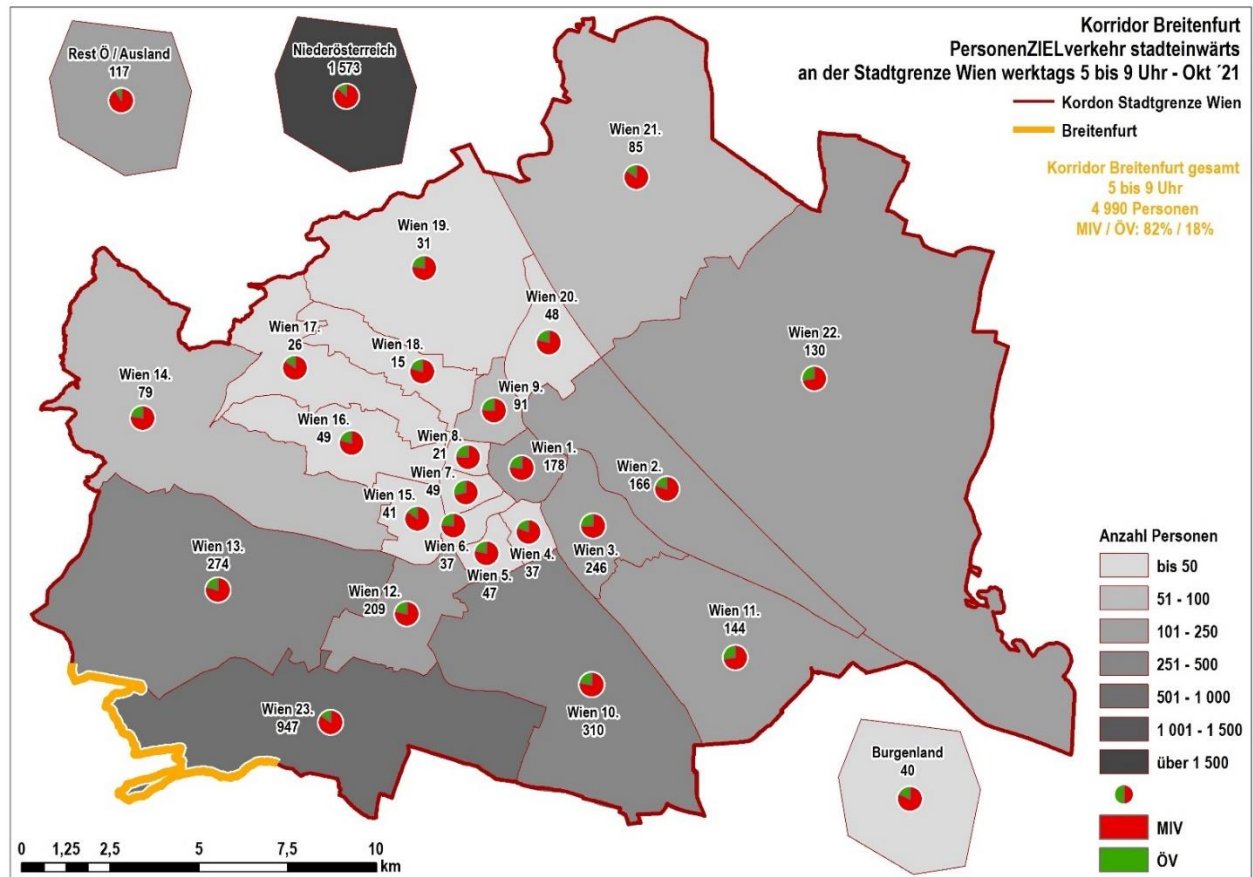 Korridor Breitenfurt
PersonenZIELverkehr stadteinwärts
an der Stadtgrenze Wien werktags 5 bis 9 Uhr - Okt ´21
Kordon Stadtgrenze Wien
Breitenfurt
Korridor Breitenfurt gesamt
5 bis 9 Uhr
4 990 Personen
MIV / ÖV: 82% / 18%
Rest Ö / Ausland
117
Niederösterreich
1 573
Wien 21.
85
Wien 19.
31
Wien 20.
48
Wien 22.
130
Wien 17.
26
Wien 18.
15
Wien 14.
79
Wien 9.
91
Wien 16.
49
Wien 8.
21
Wien 1.
178
Wien 7.
49
Wien 2.
166
Wien 15.
41
Wien 6.
37
Wien 5.
47
Wien 4.
37
Wien 3.
246
Wien 13.
274
Wien 12.
209
Wien 11.
144
Wien 23.
947
Wien 10.
310
Burgenland
40
Anzahl Personen
bis 50
51 - 100
101 - 250
251 - 500
501 - 1 000
1 001 - 1 500
über 1 500
MIV
ÖV
0 1,25 2,5 5 7,5 10
km